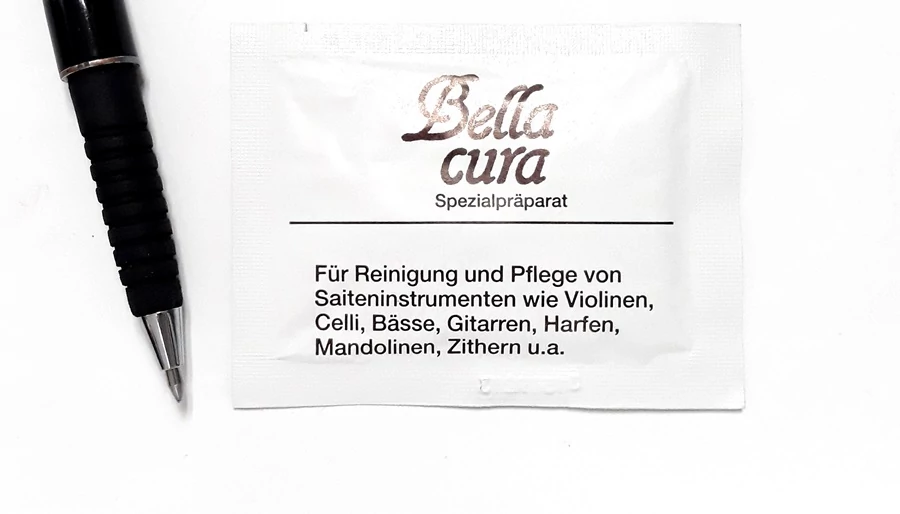 Bella
cura
Spezialpräparat
Für Reinigung und Pflege von
Saiteninstrumenten wie Violinen,
Celli, Bässe, Gitarren, Harfen,
Mandolinen, Zithern u.a.